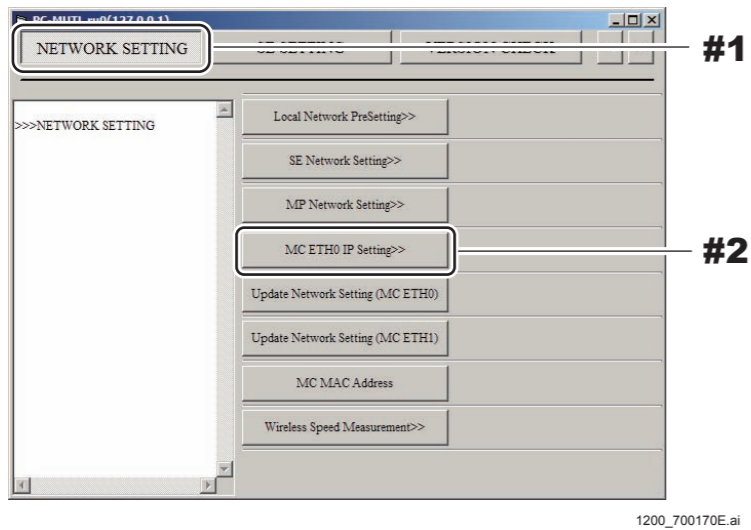 NETWORK SETTING
#1
>>>NETWORK SETTING
Local Network PreSetting>>
SE Network Setting>>
MP Network Setting>>
MC ETH0 IP Setting>>
#2
Update Network Setting (MC ETH0)
Update Network Setting (MC ETH1)
MC MAC Address
Wireless Speed Measurement>>
1200_700170E.ai